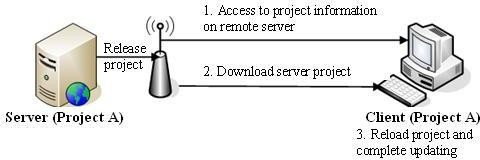 1. Access to project information
on remote server
Release
project
2. Download server project
Server (Project A)
Client (Project A)
3. Reload project and
complete updating